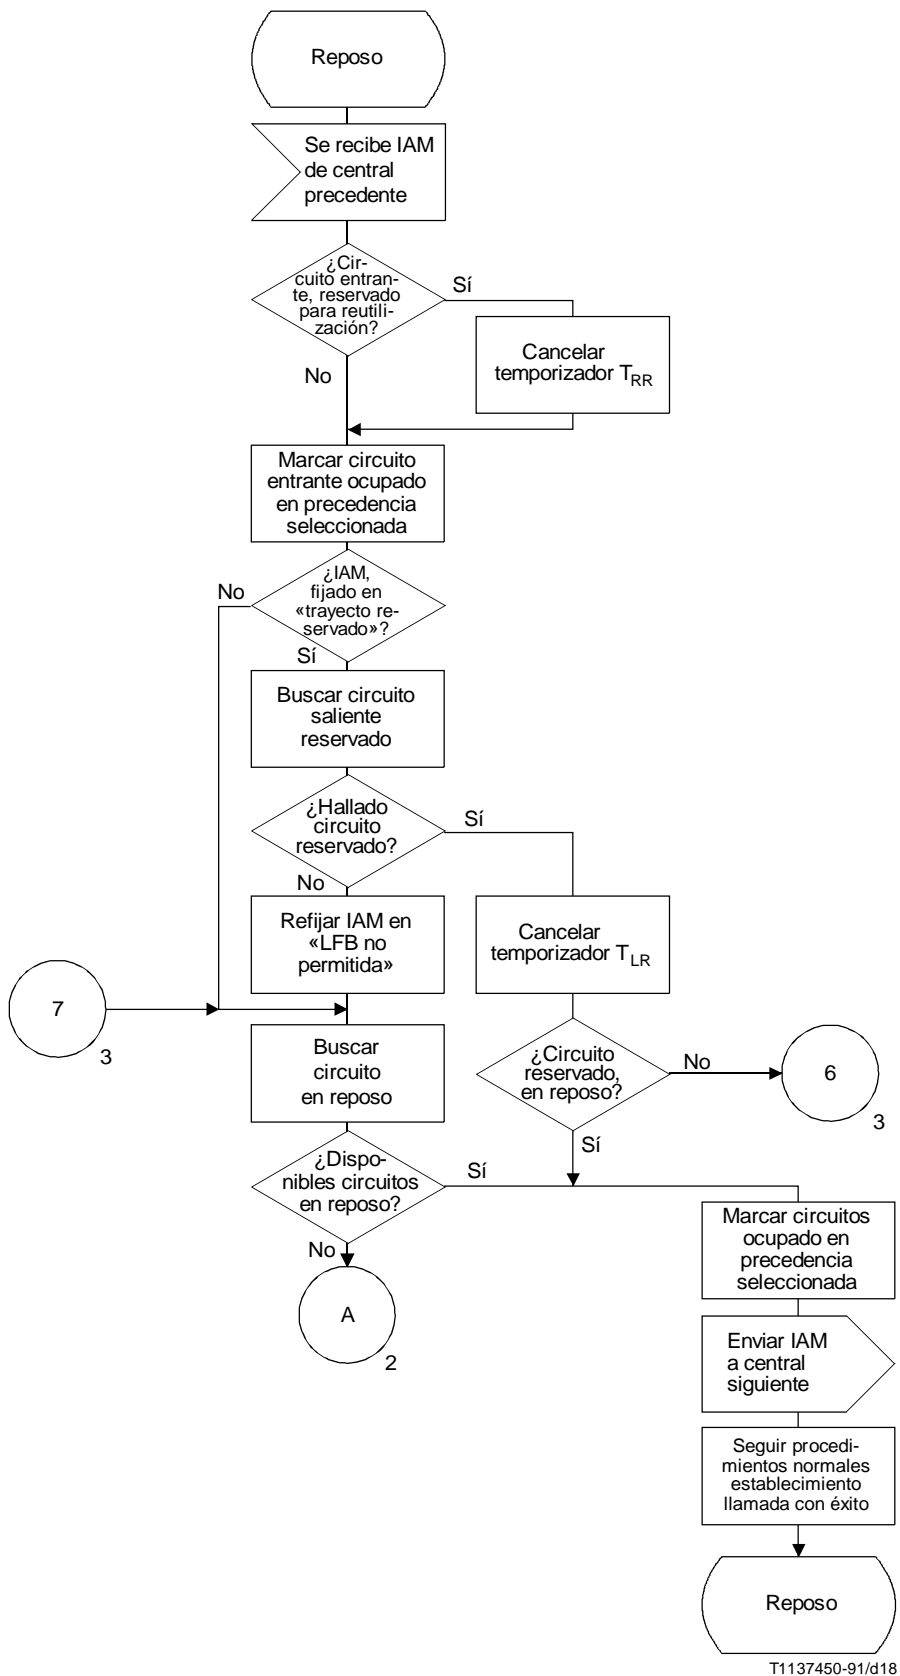 Reposo
Se recibe IAM
de central
precedente
¿Cir-
cuito entran-
te, reservado
para reutili-
zación?
Sí
No
Cancelar
temporizador TRR
Marcar circuito
entrante ocupado
en precedencia
seleccionada
¿IAM,
fijado en
«trayecto re-
servado»?
No
Sí
Buscar circuito
saliente
reservado
¿Hallado
circuito
reservado?
Sí
No
Refijar IAM en
«LFB no
permitida»
Cancelar
temporizador TLR
7
3
Buscar
circuito
en reposo
¿Circuito
reservado,
en reposo?
No
6
3
Sí
¿Dispo-
nibles circuitos
en reposo?
Sí
No
A
2
Marcar circuitos
ocupado en
precedencia
seleccionada
Enviar IAM
a central
siguiente
Seguir procedi-
mientos normales
establecimiento
llamada con éxito
Reposo
T1137450-91/d18